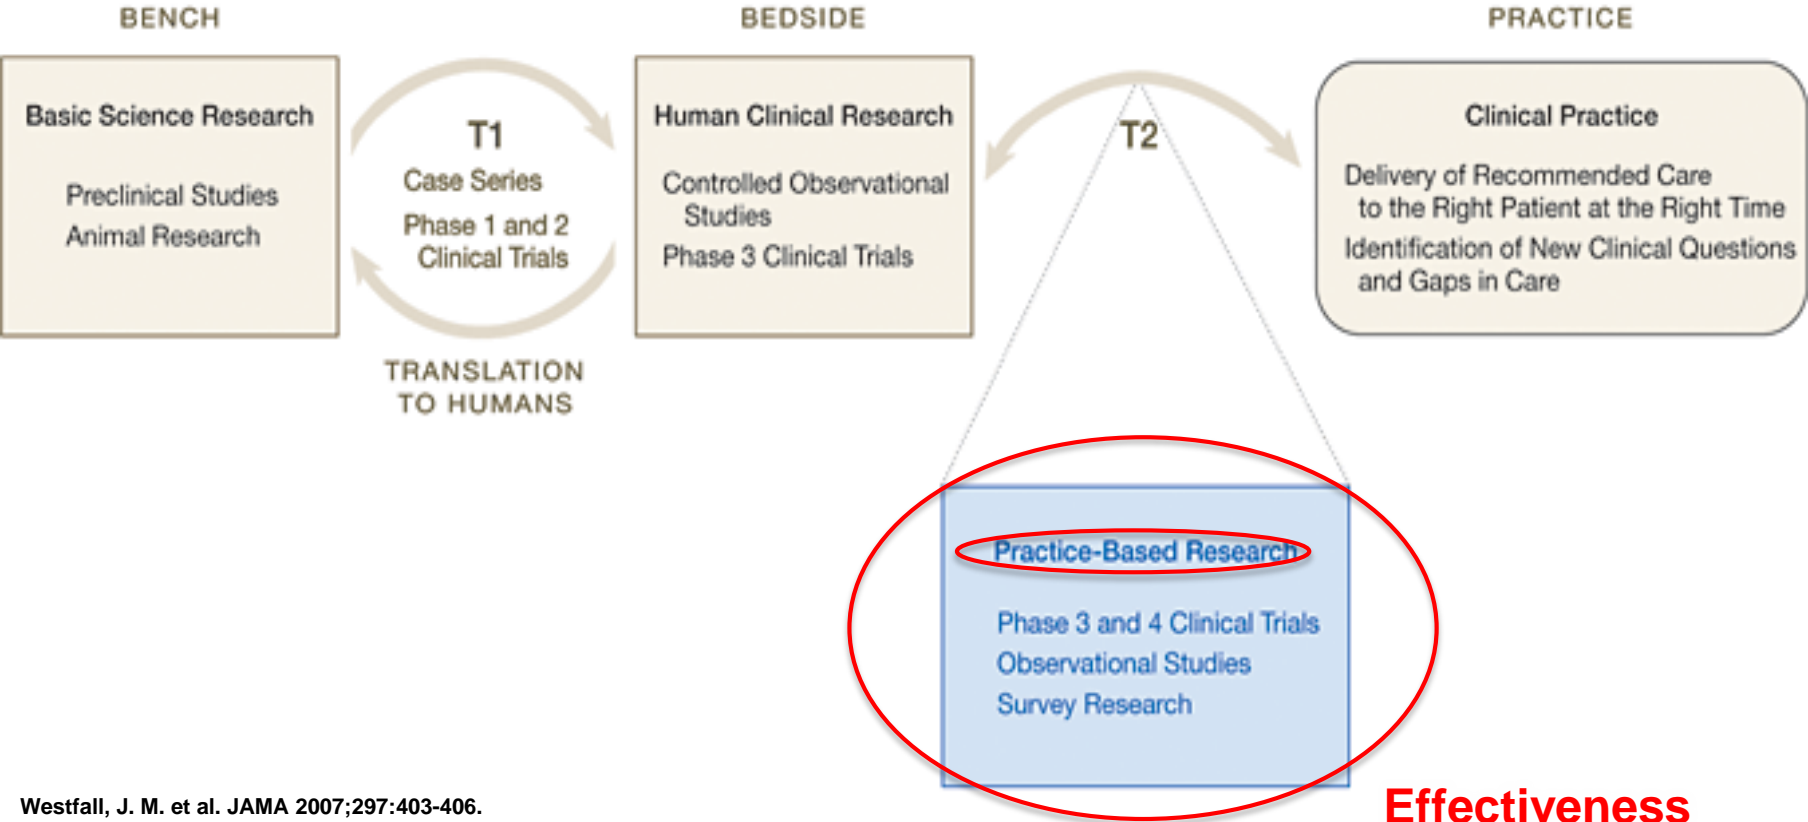 BENCH
BEDSIDE
PRACTICE
Basic Science Research
Preclinical Studies
Animal Research
T1
Case Series
Phase 1 and 2
Clinical Trials
TRANSLATION
TO HUMANS
Human Clinical Research
Controlled Observational
Studies
Phase 3 Clinical Trials
T2
Clinical Practice
Delivery of Recommended Care
to the Right Patient at the Right Time
Identification of New Clinical Questions
and Gaps in Care
Practice-Based Research
Phase 3 and 4 Clinical Trials
Observational Studies
Survey Research
Westfall, J. M. et al. JAMA 2007;297:403-406.
Effectiveness